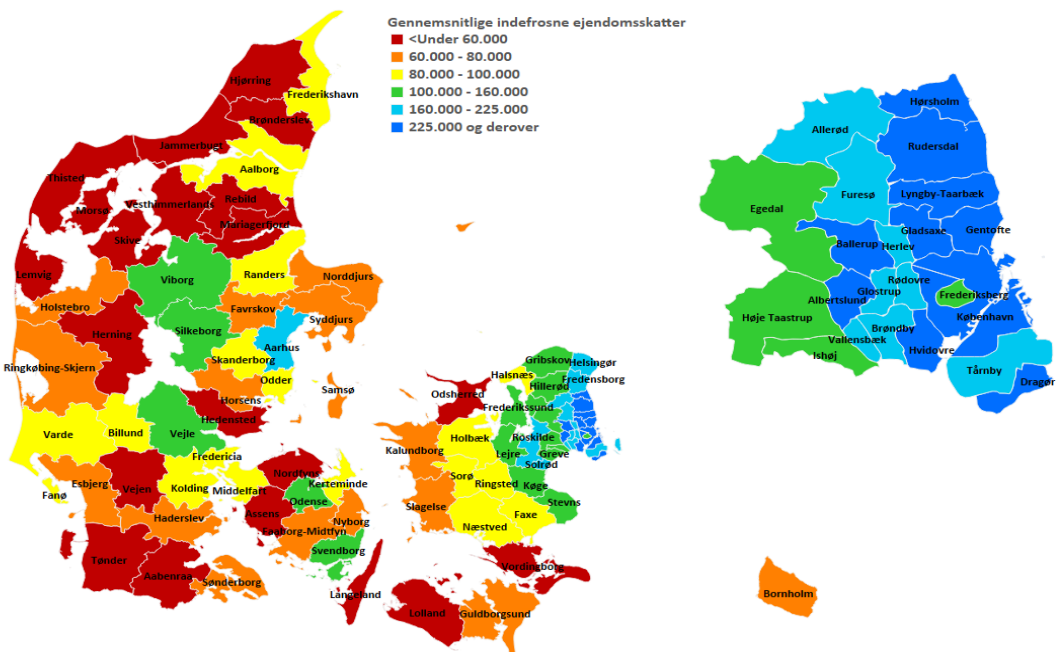 Gennemsnitlige indefrosne ejendomsskatter
<Under 60.000
60.000 - 80.000
80.000 - 100.000
100.000 - 160.000
160.000 - 225.000
225.000 og derover
Hjørring
Frederikshavn
Brønderslev
Jammerbugt
Aalborg
Thisted
Vesthimmerlands
Rebild
Morsø
Mariagerfjord
Skive
Lemvig
Viborg
Randers
Norddjurs
Holstebro
Favrskov
Syddjurs
Herning
Silkeborg
Aarhus
Skanderborg
Ringkøbing-Skjern
Odder
Samsø
Horsens
Hedensted
Varde
Billund
Vejle
Fredericia
Esbjerg
Vejen
Kolding
Middelfart
Fanø
Nordfyns
Kerteminde
Odense
Assens
Nyborg
Haderslev
Faaborg-Midtfyn
Svendborg
Tønder
Aabenraa
Sønderborg
Langeland
Gribskov
Helsingør
Halsnæs
Hillerød
Fredensborg
Odsherred
Frederikssund
Holbæk
Roskilde
Kalundborg
Lejre
Greve
Solrød
Sorø
Ringsted
Køge
Slagelse
Stevns
Næstved
Faxe
Vordingborg
Lolland
Guldborgsund
Hørsholm
Allerød
Rudersdal
Furesø
Lyngby-Taarbæk
Egedal
Gladsaxe
Gentofte
Ballerup
Herlev
Rødovre
Glostrup
Albertslund
Frederiksberg
Høje Taastrup
København
Brøndby
Vallensbæk
Hvidovre
Ishøj
Tårnby
Dragør
Bornholm